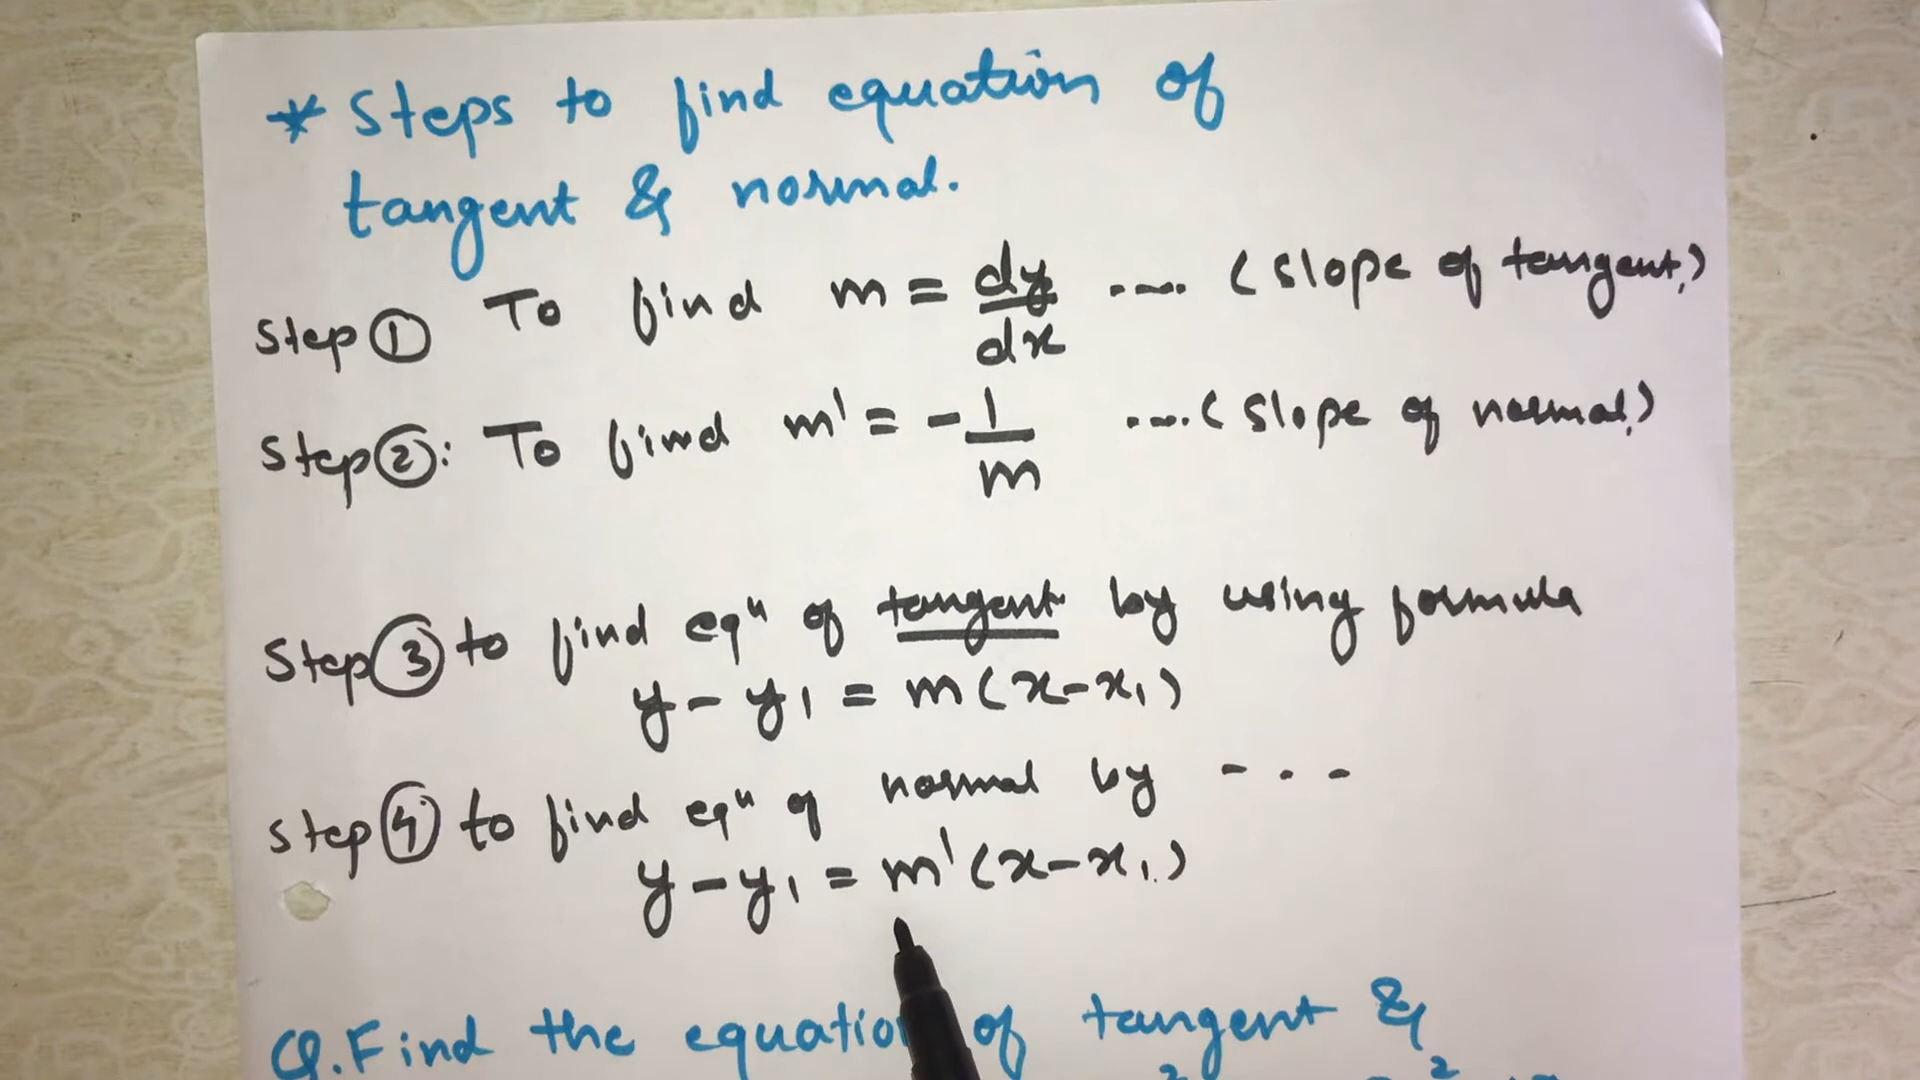 * Steps to find equation of
tangent & normal.
Step ① To find m = dy/dx .... (slope of tangent)
Step ②: To find m' = -1/m ....(slope of normal)
Step ③ to find eqⁿ of tangent by using formula
y - y₁ = m(x - x₁)
Step ④ to find eqⁿ of normal by - - -
y - y₁ = m'(x - x₁)
Q. Find the equation of tangent &